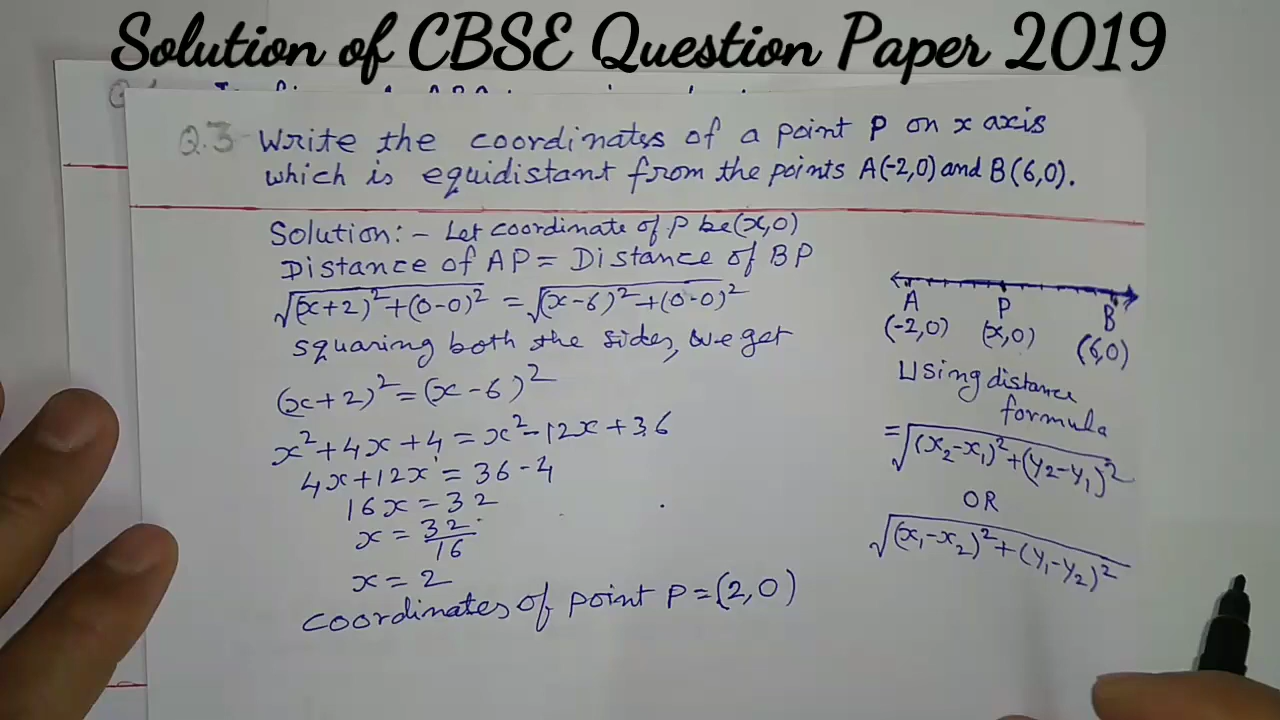 Solution of CBSE Question Paper 2019
Q.3 Write the coordinates of a point P on x axis
which is equidistant from the points A(-2,0) and B(6,0).
Solution:- Let coordinate of P be (x,0)
Distance of AP = Distance of BP
√(x+2)²+(0-0)² = √(x-6)²+(0-0)²
squaring both the sides, we get
(x+2)² = (x-6)²
x²+4x+4 = x²-12x+36
4x+12x = 36-4
16x = 32
x = 32/16
x = 2
coordinates of point P = (2,0)
A P B
(-2,0) (x,0) (6,0)
Using distance
formula
= √(x₂-x₁)²+(y₂-y₁)²
OR
√(x₁-x₂)²+(y₁-y₂)²